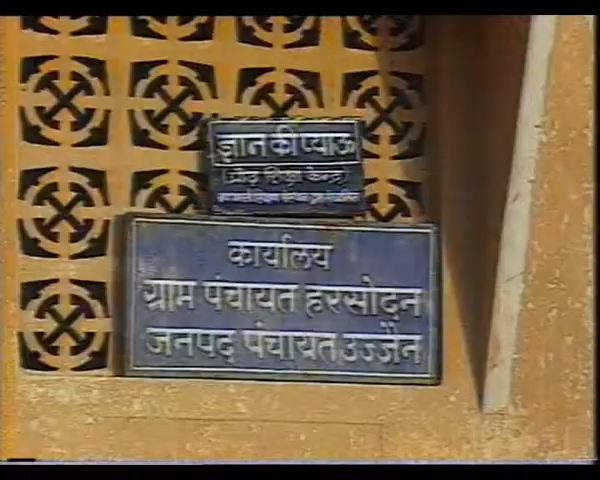 ज्ञान की प्याऊ
(प्रौढ़ शिक्षा केन्द्र)
कार्यालय
ग्राम पंचायत हरसोदन
जनपद पंचायत उज्जैन